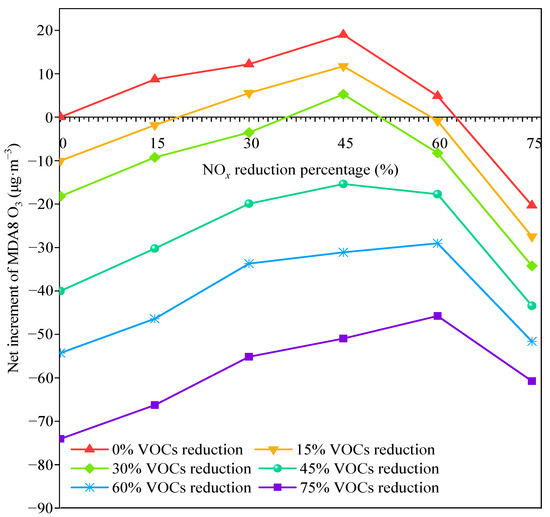 20
10
0
−10
−20
−30
−40
−50
−60
−70
−80
−90
0 15 30 45 60 75
NOx reduction percentage (%)
Net increment of MDA8 O3 (μg·m−3)
0% VOCs reduction 15% VOCs reduction
30% VOCs reduction 45% VOCs reduction
60% VOCs reduction 75% VOCs reduction